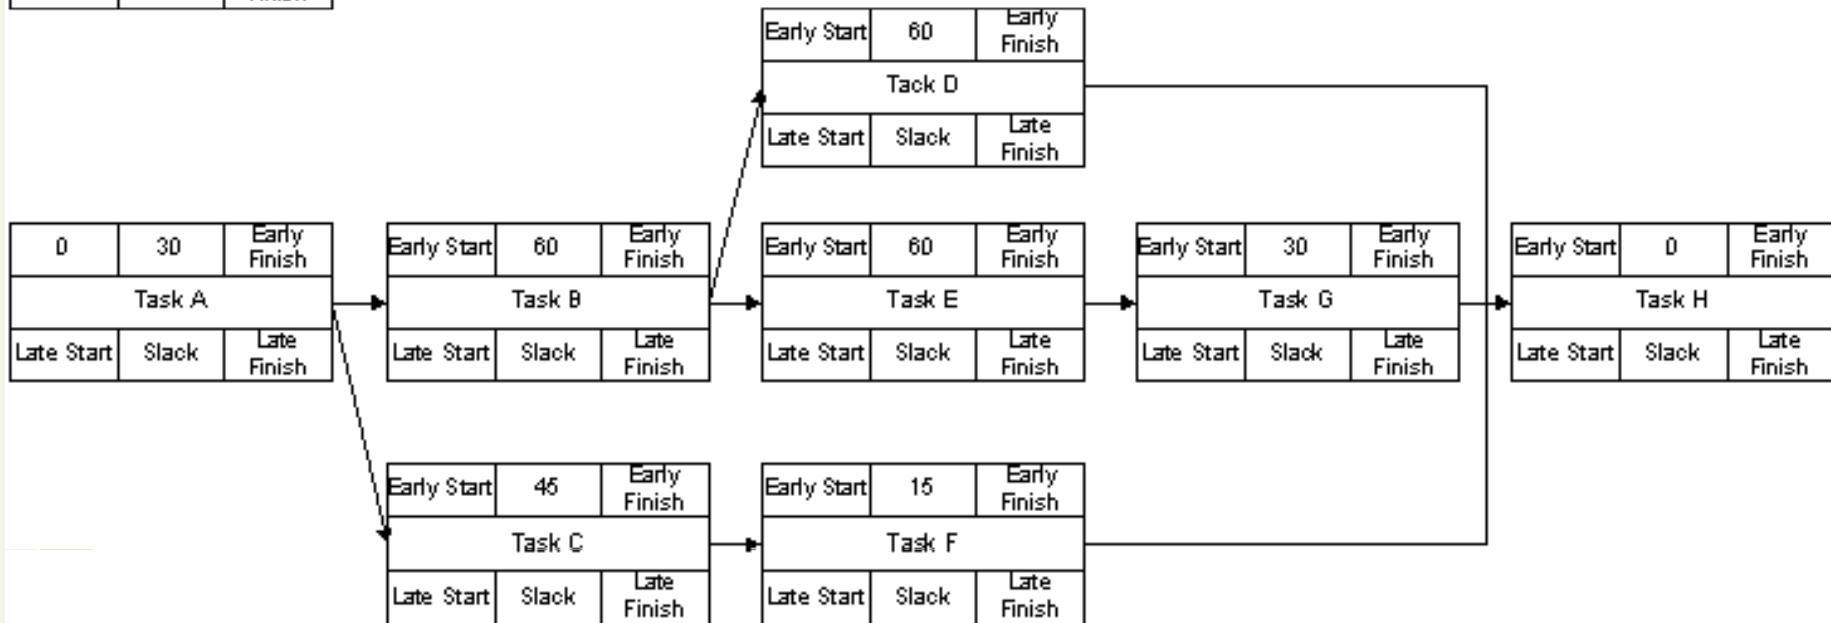 Finish
Early Start 60 Early Finish
Tack D
Late Start Slack Late Finish
0 30 Early Finish
Task A
Late Start Slack Late Finish
Early Start 60 Early Finish
Task B
Late Start Slack Late Finish
Early Start 60 Early Finish
Task E
Late Start Slack Late Finish
Early Start 30 Early Finish
Task G
Late Start Slack Late Finish
Early Start 0 Early Finish
Task H
Late Start Slack Late Finish
Early Start 45 Early Finish
Task C
Late Start Slack Late Finish
Early Start 15 Early Finish
Task F
Late Start Slack Late Finish